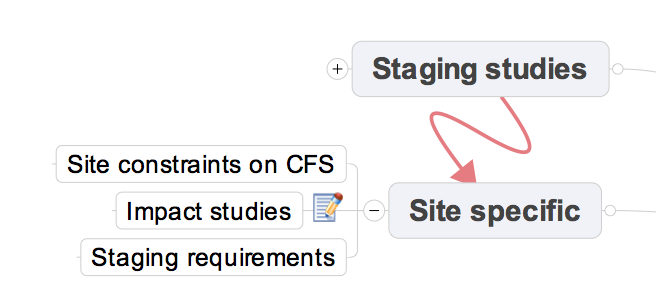 Staging studies
Site constraints on CFS
Impact studies
Site specific
Staging requirements